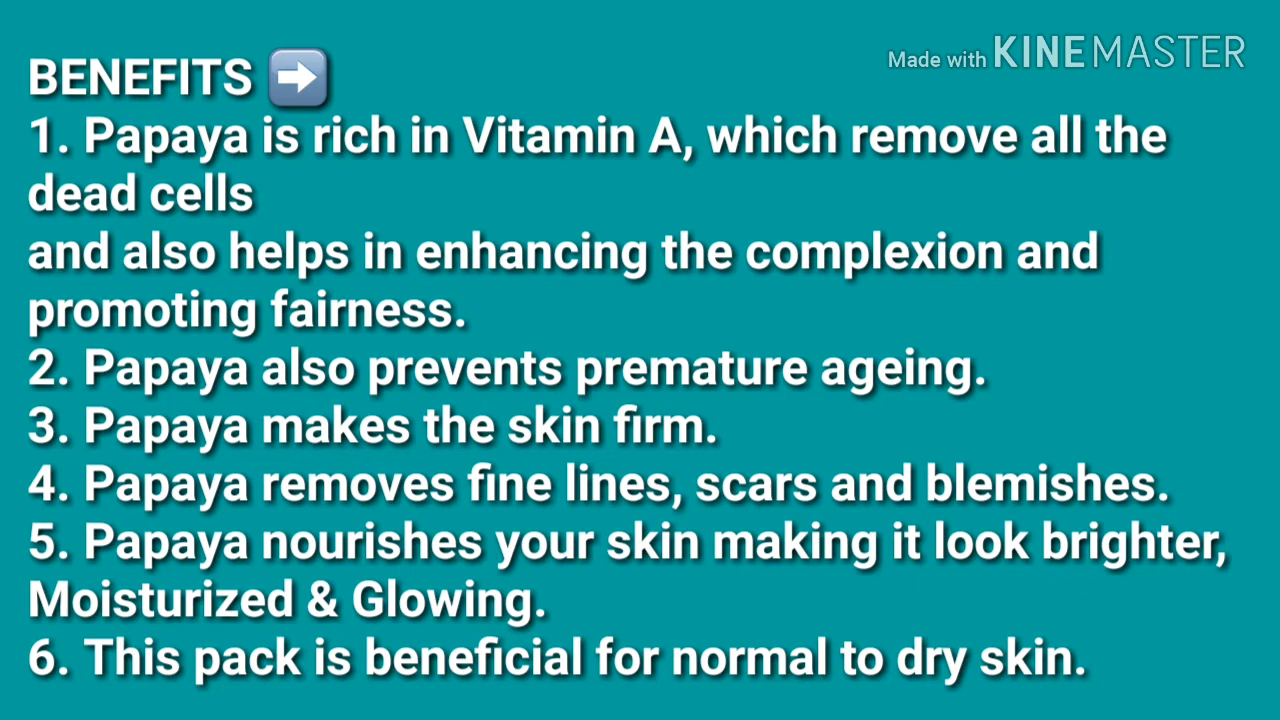 Made with KINEMASTER
BENEFITS ➡️
1. Papaya is rich in Vitamin A, which remove all the
dead cells
and also helps in enhancing the complexion and
promoting fairness.
2. Papaya also prevents premature ageing.
3. Papaya makes the skin firm.
4. Papaya removes fine lines, scars and blemishes.
5. Papaya nourishes your skin making it look brighter,
Moisturized & Glowing.
6. This pack is beneficial for normal to dry skin.